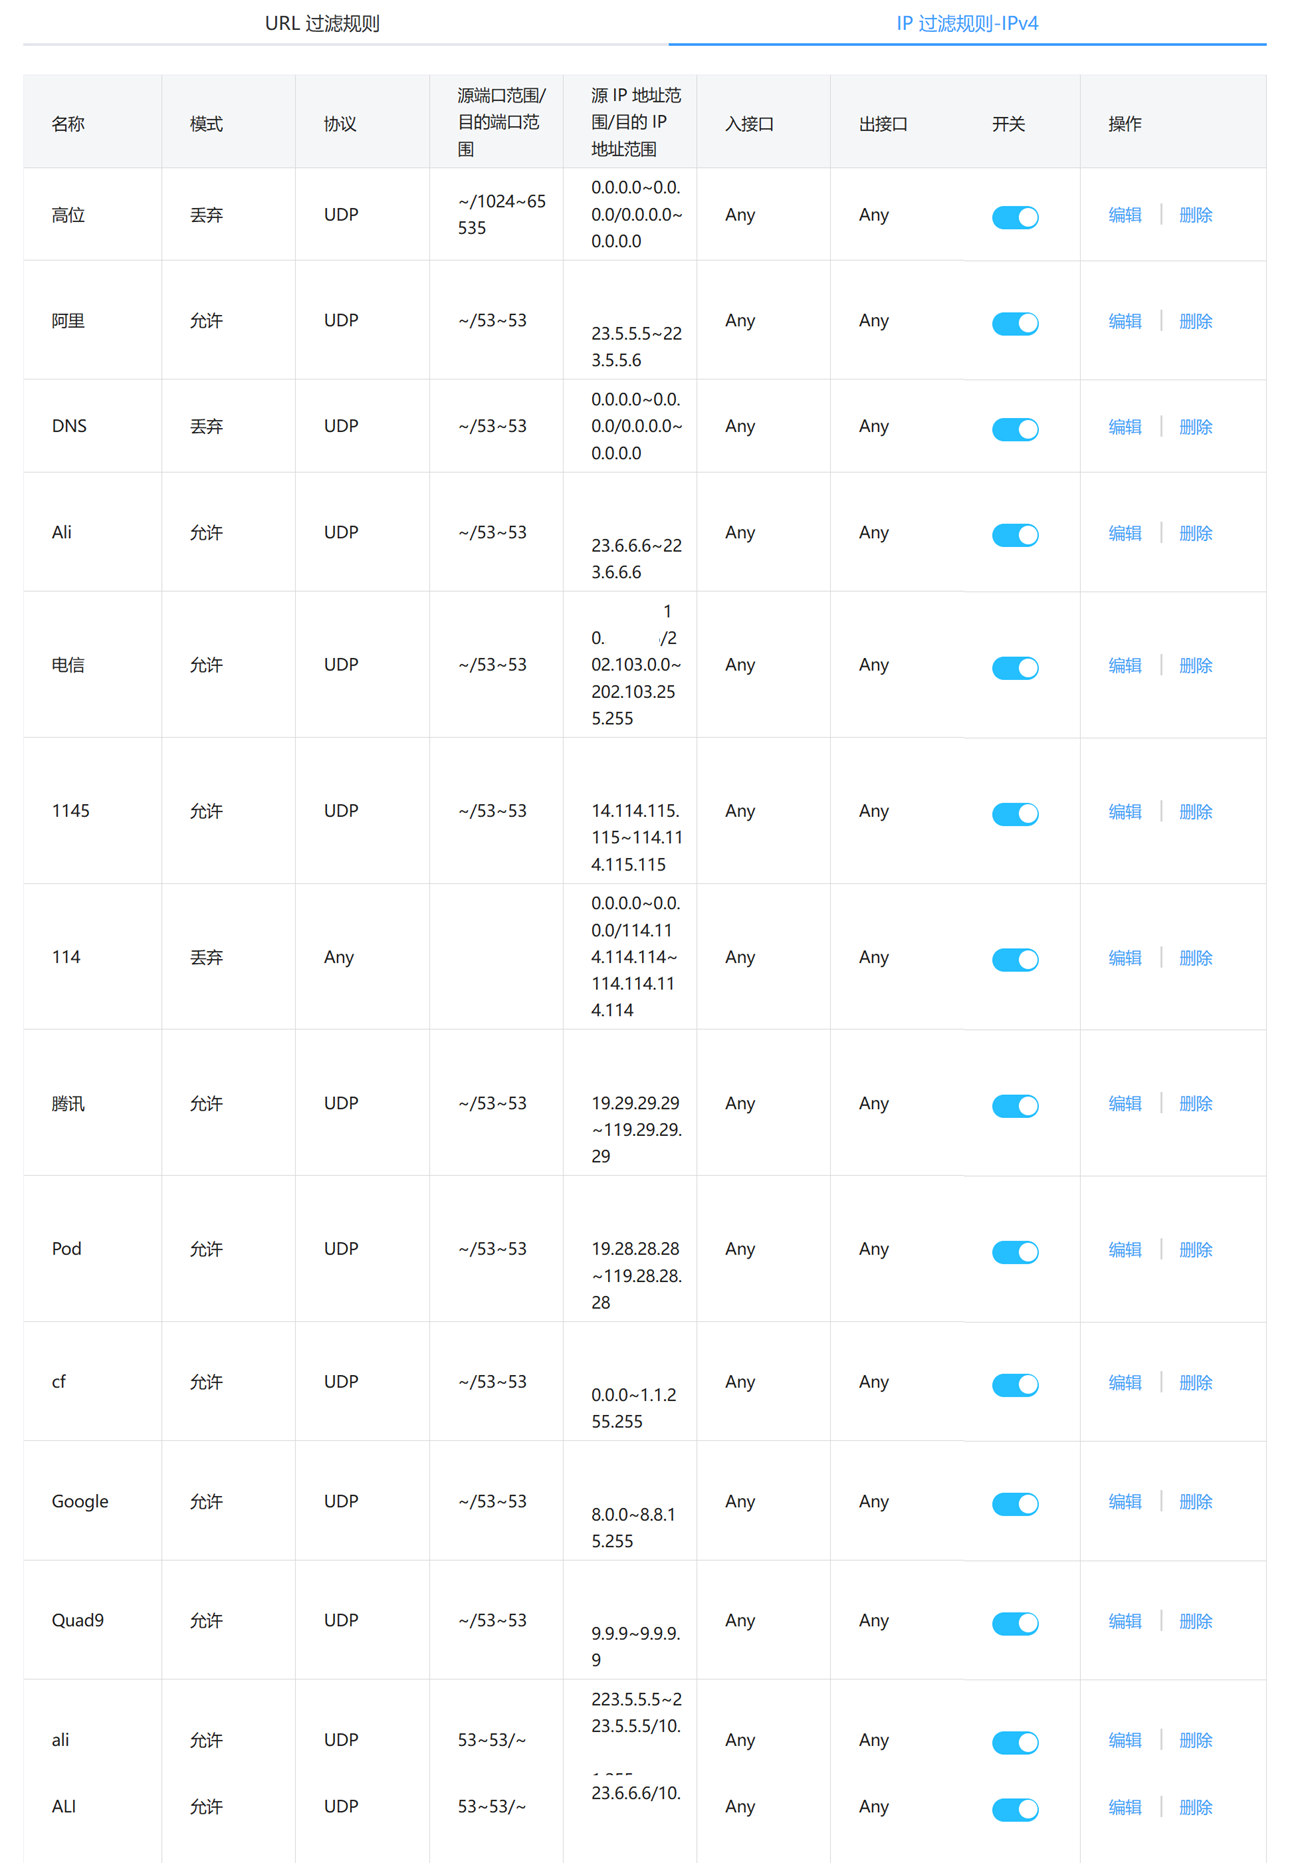 URL 过滤规则
IP 过滤规则-IPv4
名称
模式
协议
源端口范围/
目的端口范
围
源 IP 地址范
围/目的 IP
地址范围
入接口
出接口
开关
操作
高位
丢弃
UDP
~/1024~65
535
0.0.0.0~0.0.
0.0/0.0.0.0~
0.0.0.0
Any
Any
编辑
删除
阿里
允许
UDP
~/53~53
23.5.5.5~22
3.5.5.6
Any
Any
编辑
删除
DNS
丢弃
UDP
~/53~53
0.0.0.0~0.0.
0.0/0.0.0.0~
0.0.0.0
Any
Any
编辑
删除
Ali
允许
UDP
~/53~53
23.6.6.6~22
3.6.6.6
Any
Any
编辑
删除
电信
允许
UDP
~/53~53
1
0. /2
02.103.0.0~
202.103.25
5.255
Any
Any
编辑
删除
1145
允许
UDP
~/53~53
14.114.115.
115~114.11
4.115.115
Any
Any
编辑
删除
114
丢弃
Any
0.0.0.0~0.0.
0.0/114.11
4.114.114~
114.114.11
4.114
Any
Any
编辑
删除
腾讯
允许
UDP
~/53~53
19.29.29.29
~119.29.29.
29
Any
Any
编辑
删除
Pod
允许
UDP
~/53~53
19.28.28.28
~119.28.28.
28
Any
Any
编辑
删除
cf
允许
UDP
~/53~53
0.0.0~1.1.2
55.255
Any
Any
编辑
删除
Google
允许
UDP
~/53~53
8.0.0~8.8.1
5.255
Any
Any
编辑
删除
Quad9
允许
UDP
~/53~53
9.9.9~9.9.9.
9
Any
Any
编辑
删除
ali
允许
UDP
53~53/~
223.5.5.5~2
23.5.5.5/10.
Any
Any
编辑
删除
ALI
允许
UDP
53~53/~
23.6.6.6/10.
Any
Any
编辑
删除